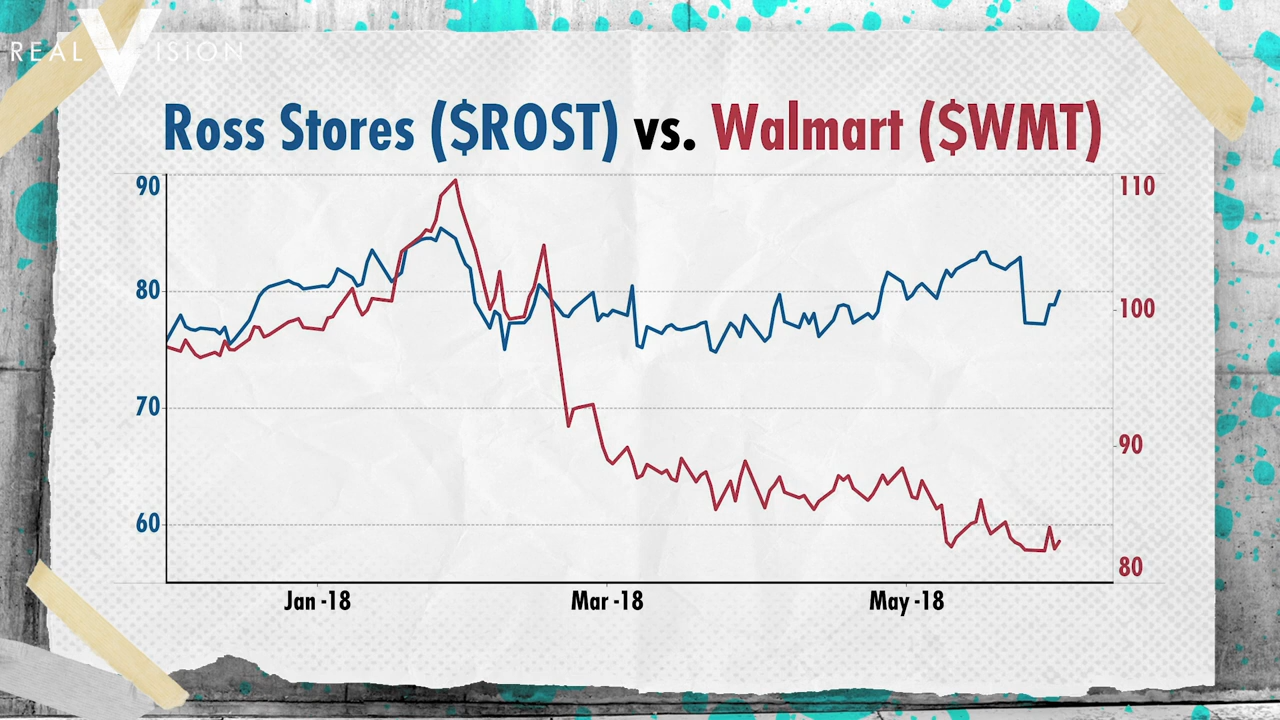 REAL VISION
Ross Stores ($ROST) vs. Walmart ($WMT)
90
80
70
60
110
100
90
80
Jan -18
Mar -18
May -18